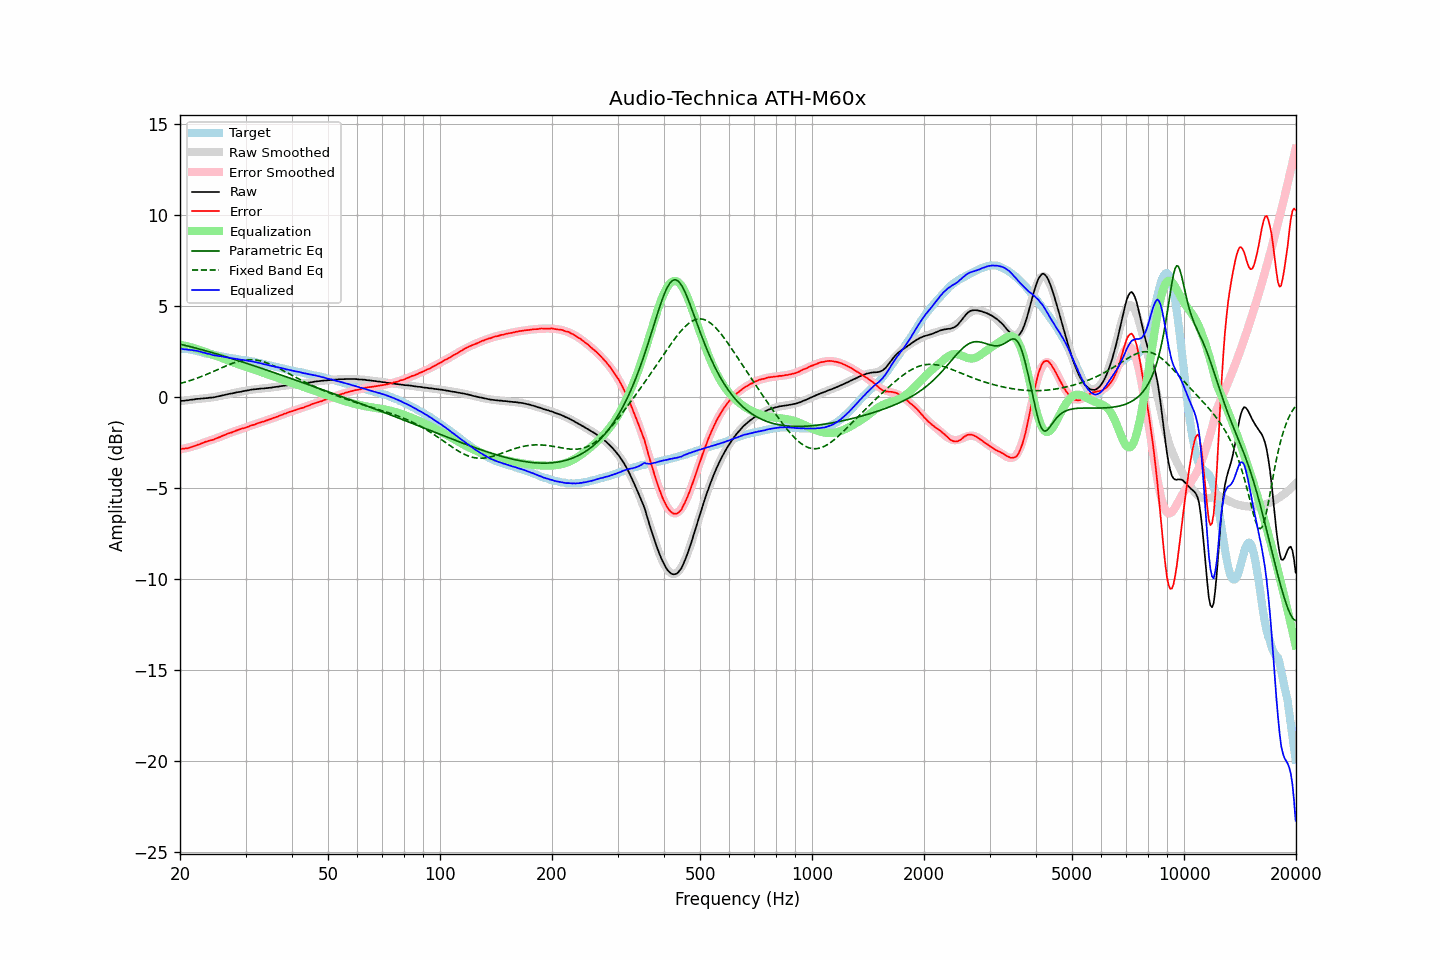 Audio-Technica ATH-M60x
Target
Raw Smoothed
Error Smoothed
Raw
Error
Equalization
Parametric Eq
Fixed Band Eq
Equalized
15
10
5
0
−5
−10
−15
−20
−25
Amplitude (dBr)
20
50
100
200
500
1000
2000
5000
10000
20000
Frequency (Hz)